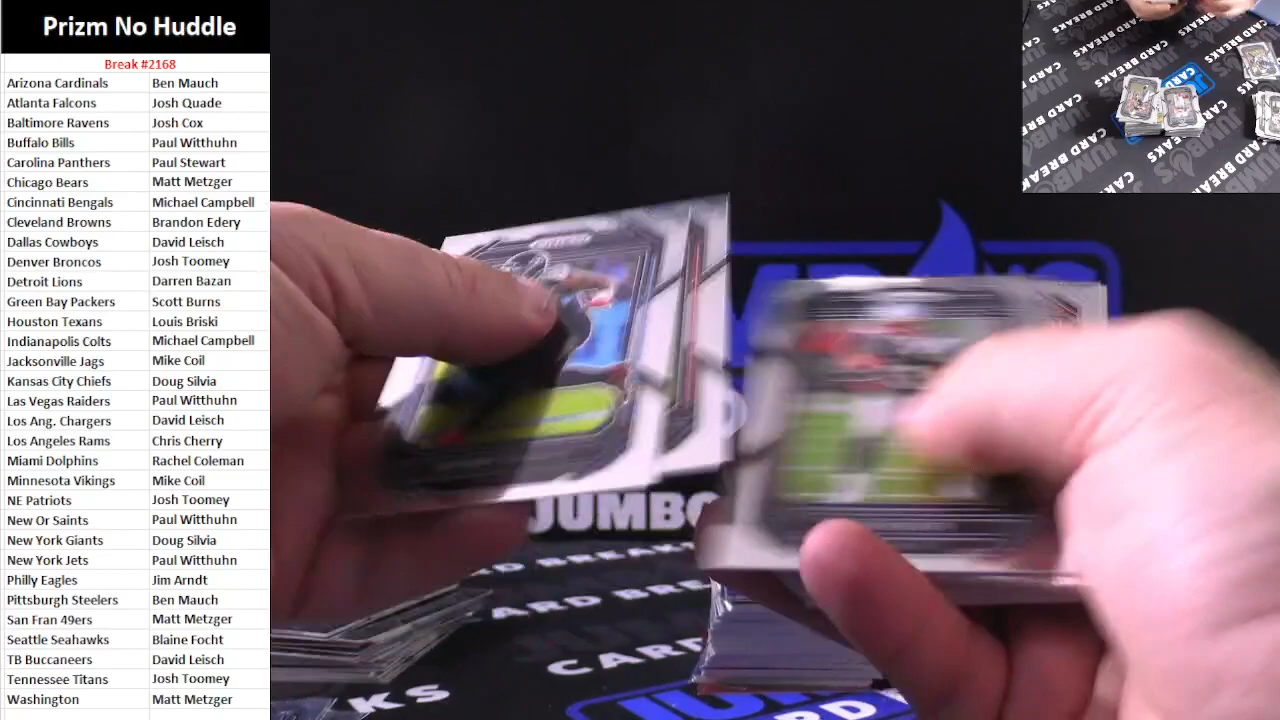 Prizm No Huddle
Break #2168
Arizona Cardinals Ben Mauch
Atlanta Falcons Josh Quade
Baltimore Ravens Josh Cox
Buffalo Bills Paul Witthuhn
Carolina Panthers Paul Stewart
Chicago Bears Matt Metzger
Cincinnati Bengals Michael Campbell
Cleveland Browns Brandon Edery
Dallas Cowboys David Leisch
Denver Broncos Josh Toomey
Detroit Lions Darren Bazan
Green Bay Packers Scott Burns
Houston Texans Louis Briski
Indianapolis Colts Michael Campbell
Jacksonville Jags Mike Coil
Kansas City Chiefs Doug Silvia
Las Vegas Raiders Paul Witthuhn
Los Ang. Chargers David Leisch
Los Angeles Rams Chris Cherry
Miami Dolphins Rachel Coleman
Minnesota Vikings Mike Coil
NE Patriots Josh Toomey
New Or Saints Paul Witthuhn
New York Giants Doug Silvia
New York Jets Paul Witthuhn
Philly Eagles Jim Arndt
Pittsburgh Steelers Ben Mauch
San Fran 49ers Matt Metzger
Seattle Seahawks Blaine Focht
TB Buccaneers David Leisch
Tennessee Titans Josh Toomey
Washington Matt Metzger
CARD BREAKS
JUMBO'S
CARD BREAKS